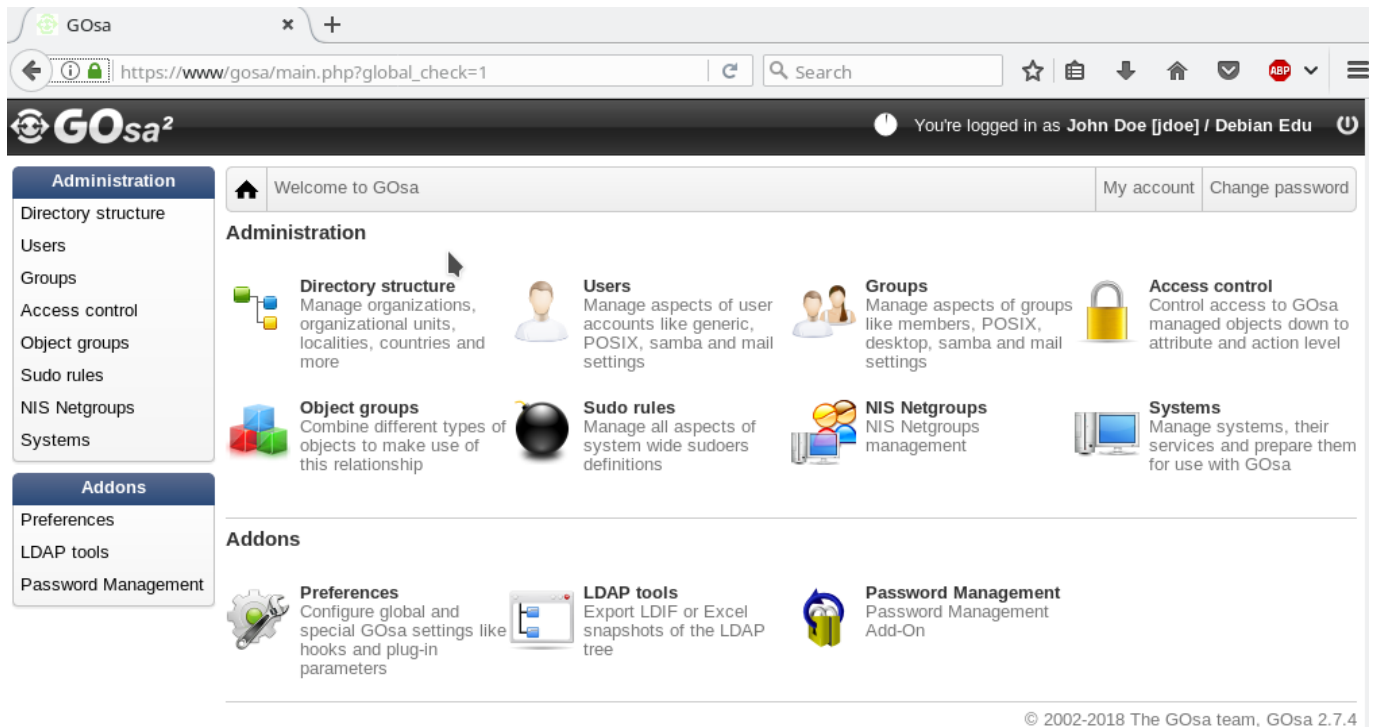 GOsa
https://www/gosa/main.php?global_check=1
Search
ABP
GOsa²
You're logged in as John Doe [jdoe] / Debian Edu
Administration
Directory structure
Users
Groups
Access control
Object groups
Sudo rules
NIS Netgroups
Systems
Addons
Preferences
LDAP tools
Password Management
Welcome to GOsa
My account
Change password
Administration
Directory structure
Manage organizations,
organizational units,
localities, countries and
more
Users
Manage aspects of user
accounts like generic,
POSIX, samba and mail
settings
Groups
Manage aspects of groups
like members, POSIX,
desktop, samba and mail
settings
Access control
Control access to GOsa
managed objects down to
attribute and action level
Object groups
Combine different types of
objects to make use of
this relationship
Sudo rules
Manage all aspects of
system wide sudoers
definitions
NIS Netgroups
NIS Netgroups
management
Systems
Manage systems, their
services and prepare them
for use with GOsa
Addons
Preferences
Configure global and
special GOsa settings like
hooks and plug-in
parameters
LDAP tools
Export LDIF or Excel
snapshots of the LDAP
tree
Password Management
Password Management
Add-On
© 2002-2018 The GOsa team, GOsa 2.7.4